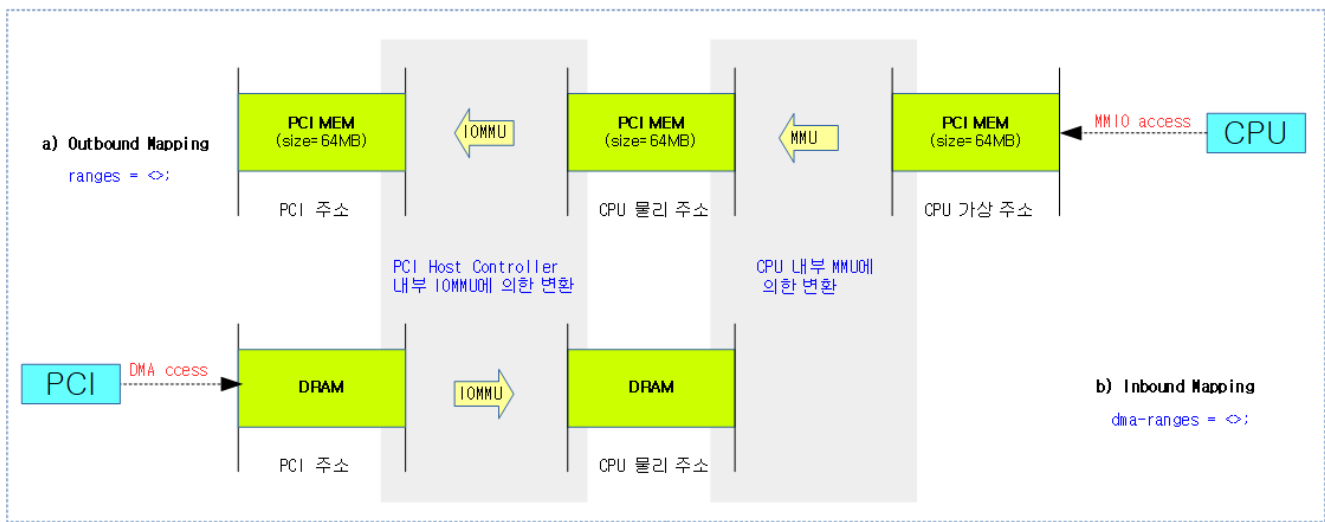 a) Outbound Mapping
ranges = <>;
PCI MEM
(size=64MB)
IOMMU
PCI MEM
(size=64MB)
MMU
PCI MEM
(size=64MB)
MMIO access
CPU
PCI 주소
CPU 물리 주소
CPU 가상 주소
PCI Host Controller
내부 IOMMU에 의한 변환
CPU 내부 MMU에
의한 변환
PCI
DMA ccess
DRAM
IOMMU
DRAM
b) Inbound Mapping
dma-ranges = <>;
PCI 주소
CPU 물리 주소